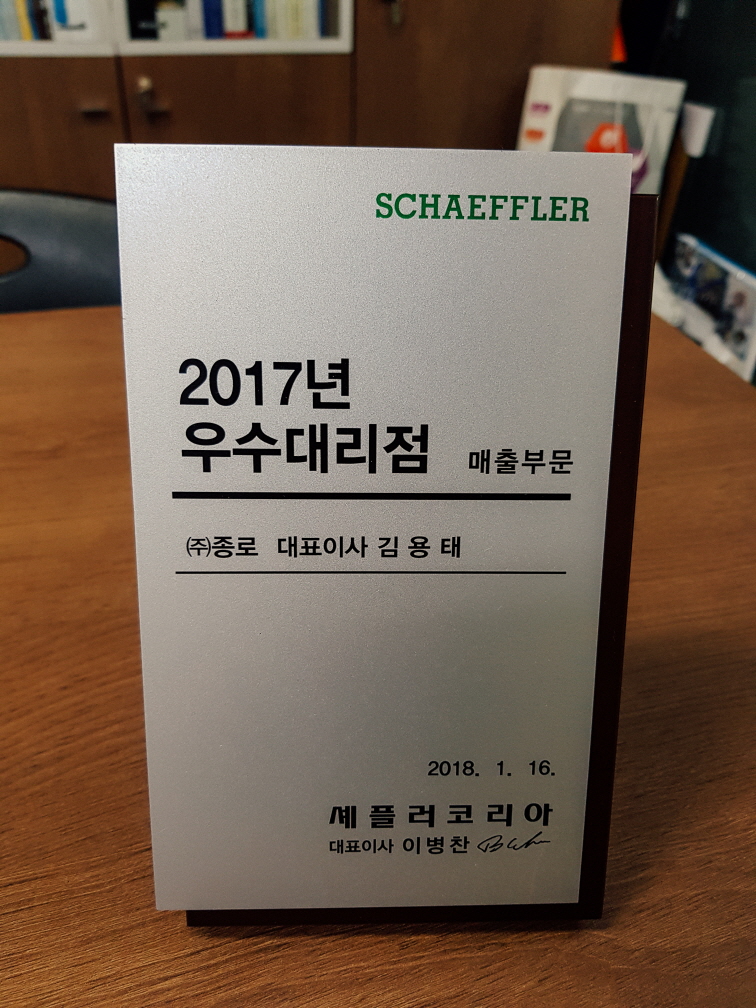 SCHAEFFLER
2017년
우수대리점 매출부문
㈜종로 대표이사 김 용 태
2018. 1. 16.
셰플러코리아
대표이사 이병찬